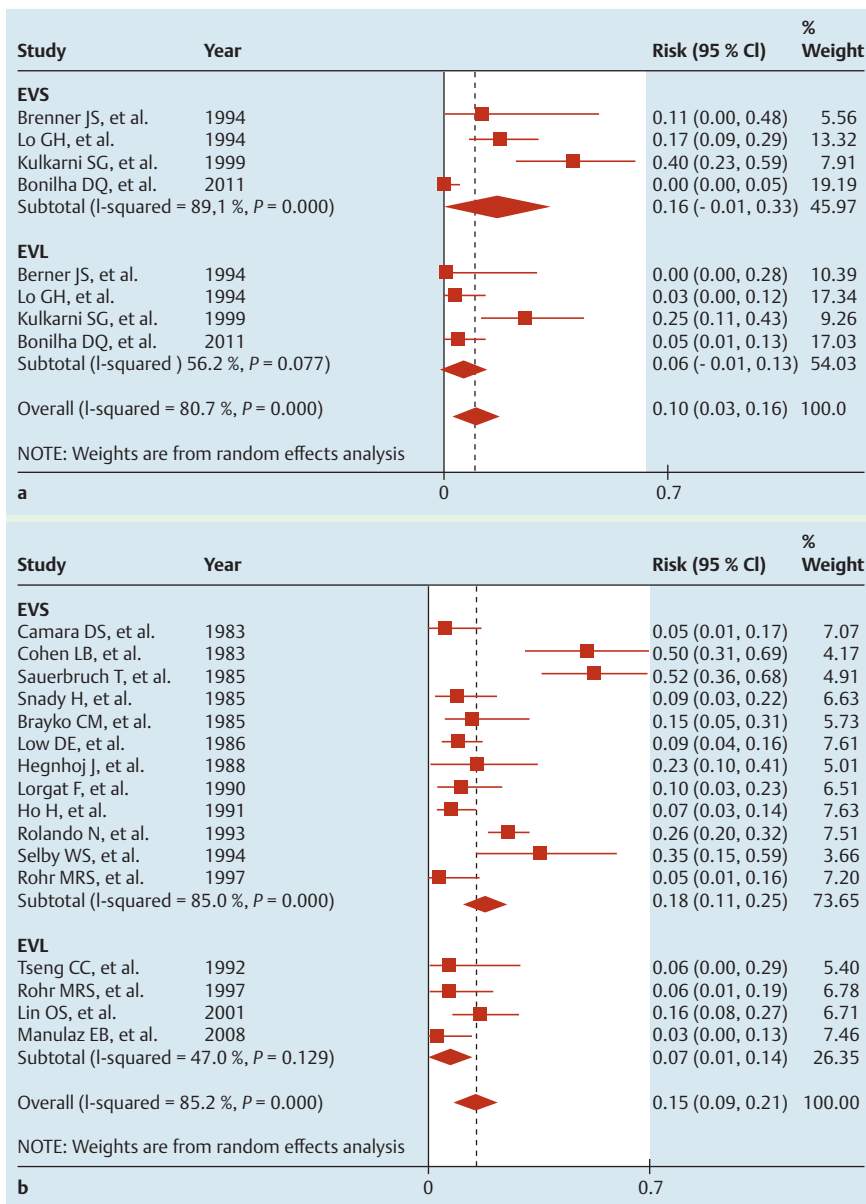 %
Study Year Risk (95 % Cl) Weight
EVS
Brenner JS, et al. 1994 0.11 (0.00, 0.48) 5.56
Lo GH, et al. 1994 0.17 (0.09, 0.29) 13.32
Kulkarni SG, et al. 1999 0.40 (0.23, 0.59) 7.91
Bonilha DQ, et al. 2011 0.00 (0.00, 0.05) 19.19
Subtotal (l-squared = 89,1 %, P = 0.000) 0.16 (- 0.01, 0.33) 45.97
EVL
Berner JS, et al. 1994 0.00 (0.00, 0.28) 10.39
Lo GH, et al. 1994 0.03 (0.00, 0.12) 17.34
Kulkarni SG, et al. 1999 0.25 (0.11, 0.43) 9.26
Bonilha DQ, et al. 2011 0.05 (0.01, 0.13) 17.03
Subtotal (l-squared ) 56.2 %, P = 0.077) 0.06 (- 0.01, 0.13) 54.03
Overall (l-squared = 80.7 %, P = 0.000) 0.10 (0.03, 0.16) 100.0
NOTE: Weights are from random effects analysis
a 0 0.7
%
Study Year Risk (95 % Cl) Weight
EVS
Camara DS, et al. 1983 0.05 (0.01, 0.17) 7.07
Cohen LB, et al. 1983 0.50 (0.31, 0.69) 4.17
Sauerbruch T, et al. 1985 0.52 (0.36, 0.68) 4.91
Snady H, et al. 1985 0.09 (0.03, 0.22) 6.63
Brayko CM, et al. 1985 0.15 (0.05, 0.31) 5.73
Low DE, et al. 1986 0.09 (0.04, 0.16) 7.61
Hegnhoj J, et al. 1988 0.23 (0.10, 0.41) 5.01
Lorgat F, et al. 1990 0.10 (0.03, 0.23) 6.51
Ho H, et al. 1991 0.07 (0.03, 0.14) 7.63
Rolando N, et al. 1993 0.26 (0.20, 0.32) 7.51
Selby WS, et al. 1994 0.35 (0.15, 0.59) 3.66
Rohr MRS, et al. 1997 0.05 (0.01, 0.16) 7.20
Subtotal (l-squared = 85.0 %, P = 0.000) 0.18 (0.11, 0.25) 73.65
EVL
Tseng CC, et al. 1992 0.06 (0.00, 0.29) 5.40
Rohr MRS, et al. 1997 0.06 (0.01, 0.19) 6.78
Lin OS, et al. 2001 0.16 (0.08, 0.27) 6.71
Manulaz EB, et al. 2008 0.03 (0.00, 0.13) 7.46
Subtotal (l-squared = 47.0 %, P = 0.129) 0.07 (0.01, 0.14) 26.35
Overall (l-squared = 85.2 %, P = 0.000) 0.15 (0.09, 0.21) 100.00
NOTE: Weights are from random effects analysis
b 0 0.7